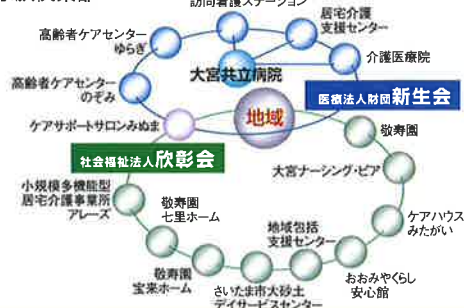 訪問看護ステーション
高齢者ケアセンター
ゆらぎ
居宅介護
支援センター
介護医療院
大宮共立病院
高齢者ケアセンター
のぞみ
医療法人財団 新生会
地域
ケアサポートサロンみぬま
敬寿園
社会福祉法人 欣彰会
大宮ナーシング・ピア
小規模多機能型
居宅介護事業所
アレーズ
敬寿園
七里ホーム
ケアハウス
みたがい
地域包括
支援センター
おおみやくらし
安心館
敬寿園
宝来ホーム
さいたま市大砂土
デイサービスセンター